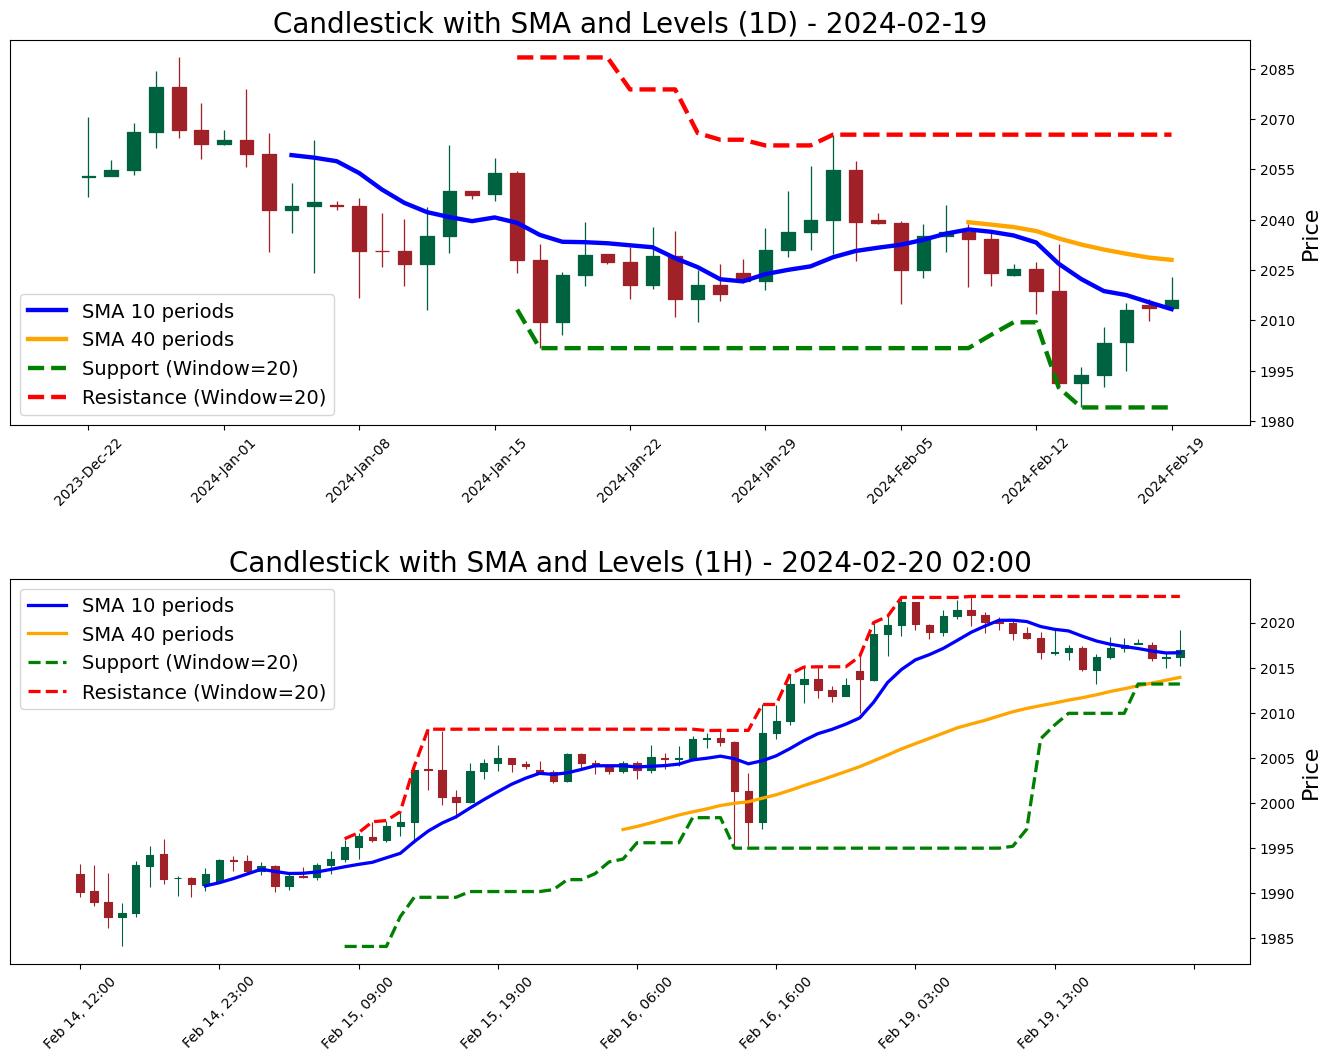 Candlestick with SMA and Levels (1D) - 2024-02-19
2085
2070
2055
2040
2025
2010
1995
1980
Price
SMA 10 periods
SMA 40 periods
Support (Window=20)
Resistance (Window=20)
2023-Dec-22
2024-Jan-01
2024-Jan-08
2024-Jan-15
2024-Jan-22
2024-Jan-29
2024-Feb-05
2024-Feb-12
2024-Feb-19
Candlestick with SMA and Levels (1H) - 2024-02-20 02:00
SMA 10 periods
SMA 40 periods
Support (Window=20)
Resistance (Window=20)
2020
2015
2010
2005
2000
1995
1990
1985
Price
Feb 14, 12:00
Feb 14, 23:00
Feb 15, 09:00
Feb 15, 19:00
Feb 16, 06:00
Feb 16, 16:00
Feb 19, 03:00
Feb 19, 13:00